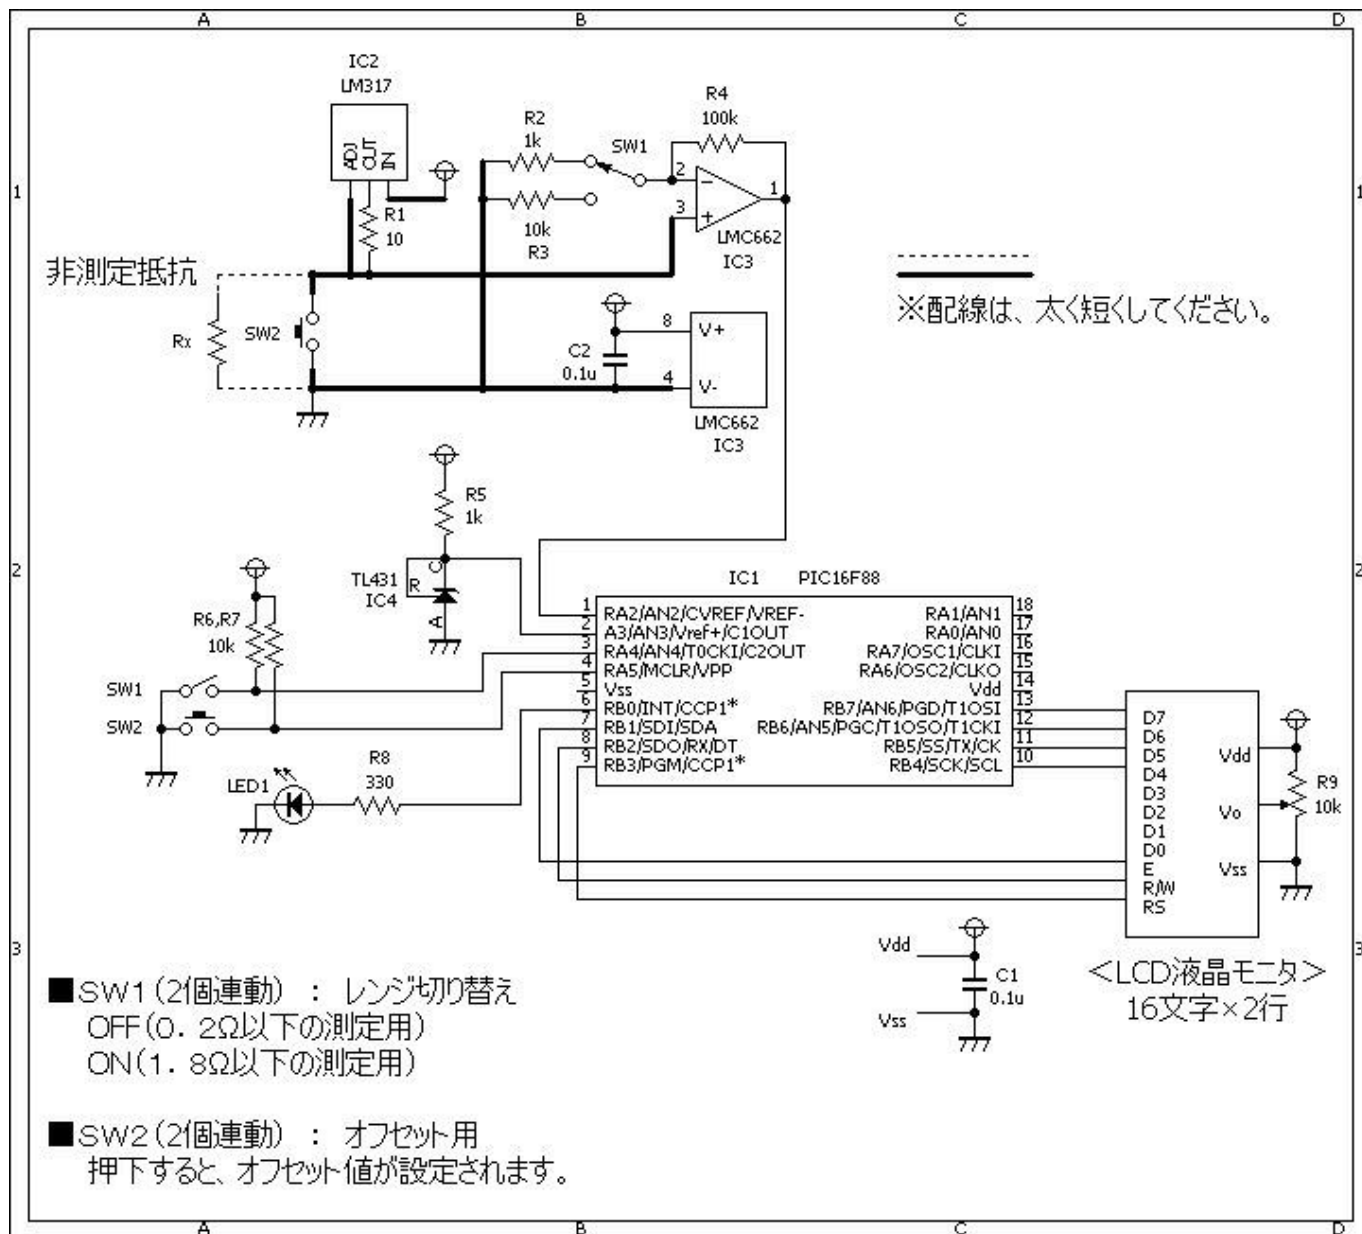 A B C D
IC2
LM317
ADJ OUT IN
R1
10
R2
1k
SW1
10k
R3
R4
100k
2
3
1
LMC662
IC3
1 1
非測定抵抗
Rx
SW2
C2
0.1u
8 V+
4 V-
LMC662
IC3
※配線は、太く短くしてください。
R5
1k
TL431
IC4
R
A
2 2
R6,R7
10k
SW1
SW2
LED1
R8
330
IC1 PIC16F88
1 RA2/AN2/CVREF/VREF- RA1/AN1 18
2 A3/AN3/Vref+/C1OUT RA0/AN0 17
3 RA4/AN4/T0CKI/C2OUT RA7/OSC1/CLKI 16
4 RA5/MCLR/VPP RA6/OSC2/CLKO 15
5 Vss Vdd 14
6 RB0/INT/CCP1* RB7/AN6/PGD/T1OSI 13
7 RB1/SDI/SDA RB6/AN5/PGC/T1OSO/T1CKI 12
8 RB2/SDO/RX/DT RB5/SS/TX/CK 11
9 RB3/PGM/CCP1* RB4/SCK/SCL 10
D7
D6
D5
D4
D3
D2
D1
D0
E
R/W
RS
Vdd
Vo
Vss
R9
10k
<LCD液晶モニタ>
16文字×2行
Vdd
C1
0.1u
Vss
3 3
■SW1(2個連動) : レンジ切り替え
OFF(0.2Ω以下の測定用)
ON(1.8Ω以下の測定用)
■SW2(2個連動) : オフセット用
押下すると、オフセット値が設定されます。
A B C D